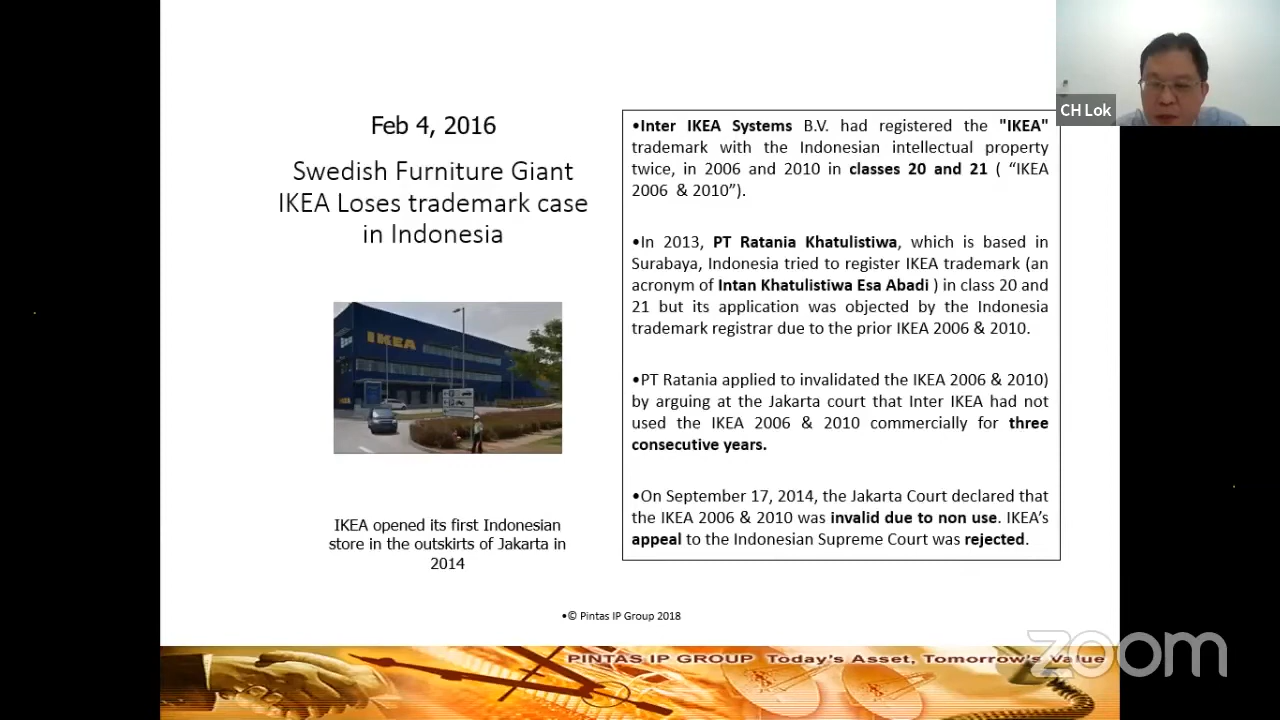 Feb 4, 2016
Swedish Furniture Giant
IKEA Loses trademark case
in Indonesia
IKEA
IKEA opened its first Indonesian
store in the outskirts of Jakarta in
2014
•Inter IKEA Systems B.V. had registered the "IKEA"
trademark with the Indonesian intellectual property
twice, in 2006 and 2010 in classes 20 and 21 ( “IKEA
2006 & 2010”).
•In 2013, PT Ratania Khatulistiwa, which is based in
Surabaya, Indonesia tried to register IKEA trademark (an
acronym of Intan Khatulistiwa Esa Abadi ) in class 20 and
21 but its application was objected by the Indonesia
trademark registrar due to the prior IKEA 2006 & 2010.
•PT Ratania applied to invalidated the IKEA 2006 & 2010)
by arguing at the Jakarta court that Inter IKEA had not
used the IKEA 2006 & 2010 commercially for three
consecutive years.
•On September 17, 2014, the Jakarta Court declared that
the IKEA 2006 & 2010 was invalid due to non use. IKEA’s
appeal to the Indonesian Supreme Court was rejected.
CH Lok
•© Pintas IP Group 2018
PINTAS IP GROUP Today's Asset, Tomorrow's Value
zoom